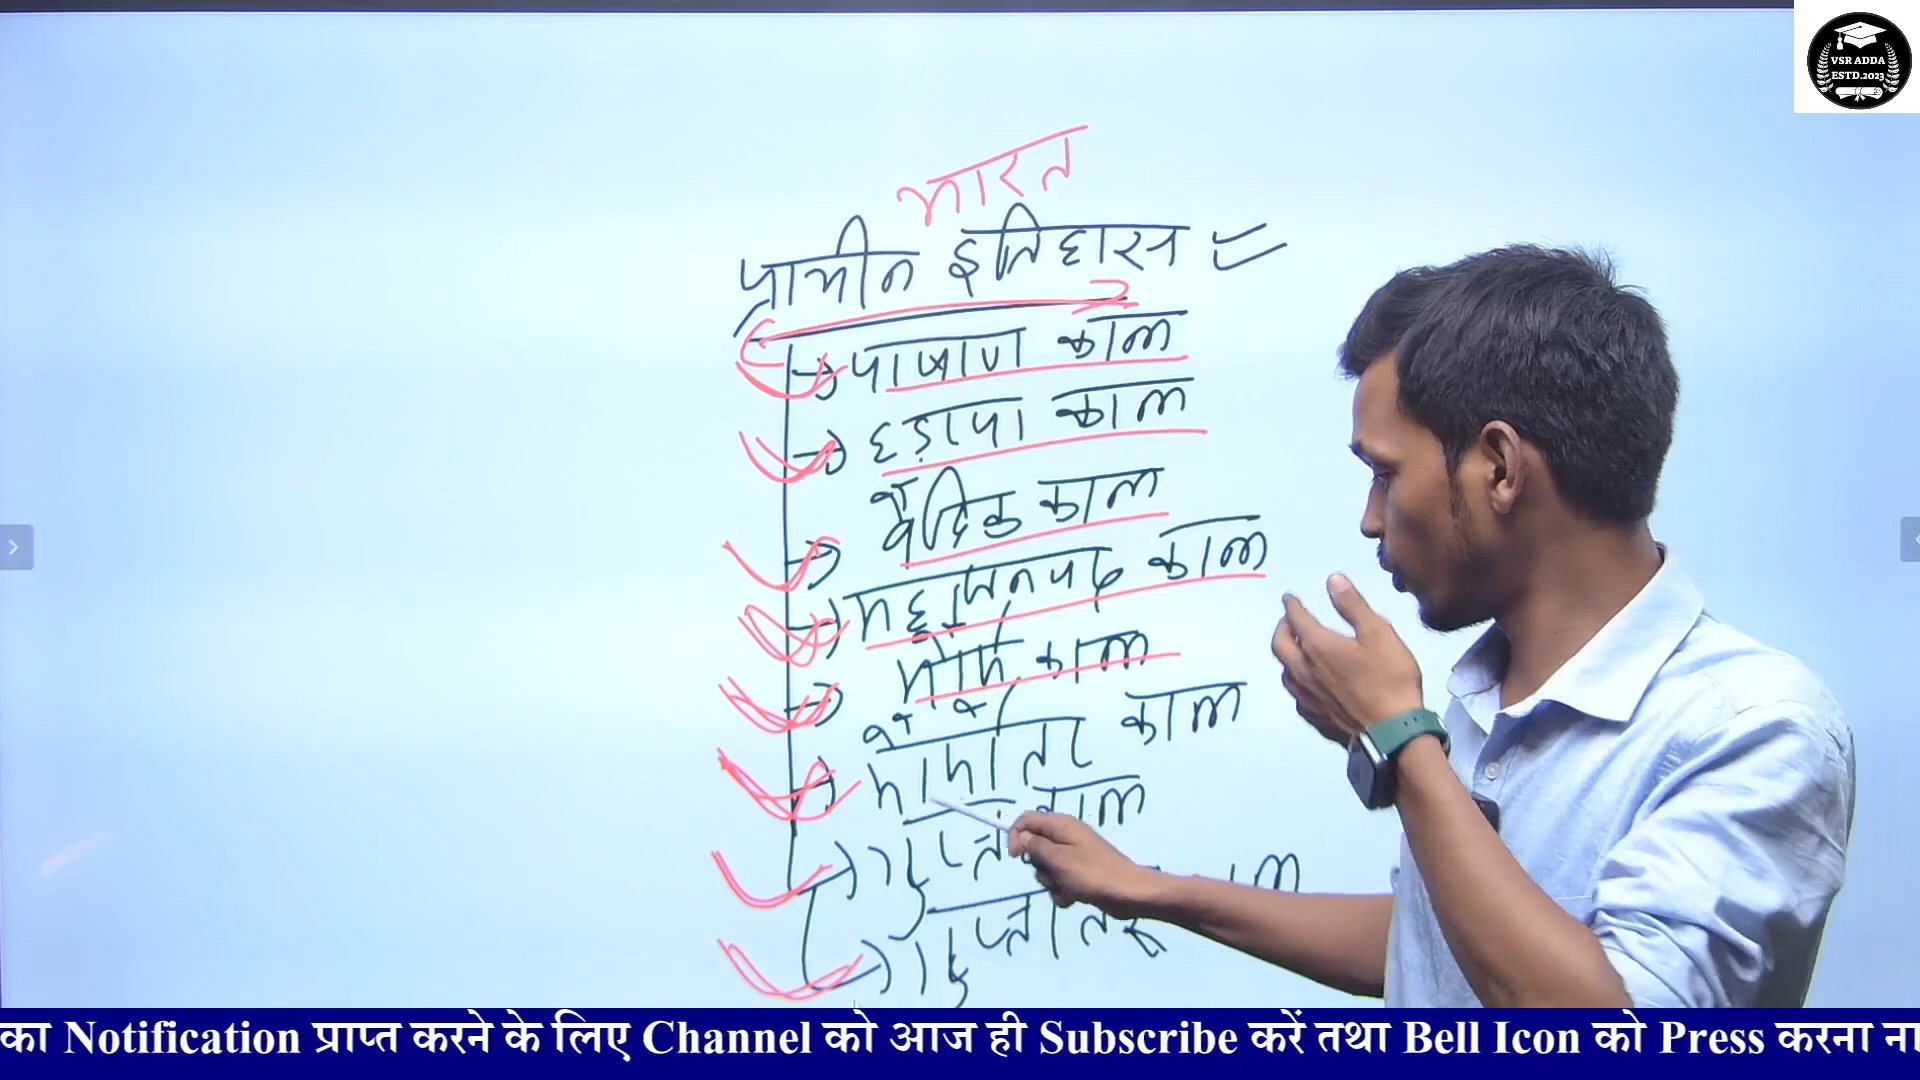 VSR ADDA
ESTD.2023
भारत
प्राचीन इतिहास
पाषाण काल
हड़प्पा काल
वैदिक काल
महाजनपद काल
मौर्य काल
मौर्योत्तर काल
गुप्त काल
गुप्तोत्तर
का Notification प्राप्त करने के लिए Channel को आज ही Subscribe करें तथा Bell Icon को Press करना ना